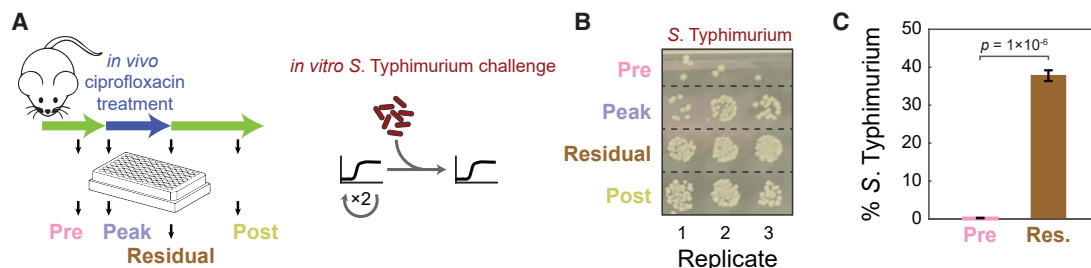 A
in vivo
ciprofloxacin
treatment
Pre
Peak
Residual
Post
in vitro S. Typhimurium challenge
×2
B
S. Typhimurium
Pre
Peak
Residual
Post
1 2 3
Replicate
C
% S. Typhimurium
50
40
30
20
10
0
p = 1×10⁻⁶
Pre Res.